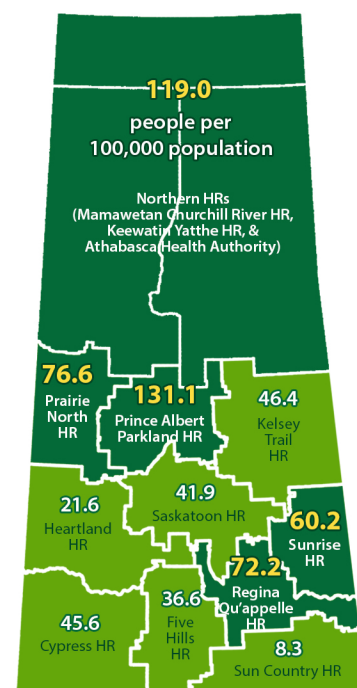 119.0
people per
100,000 population
Northern HRs
(Mamawetan Churchill River HR,
Keewatin Yatthe HR, &
Athabasca Health Authority)
76.6
Prairie
North
HR
131.1
Prince Albert
Parkland HR
46.4
Kelsey
Trail
HR
21.6
Heartland
HR
41.9
Saskatoon HR
60.2
Sunrise
HR
72.2
Regina
Qu'appelle
HR
45.6
Cypress HR
36.6
Five
Hills
HR
8.3
Sun Country HR